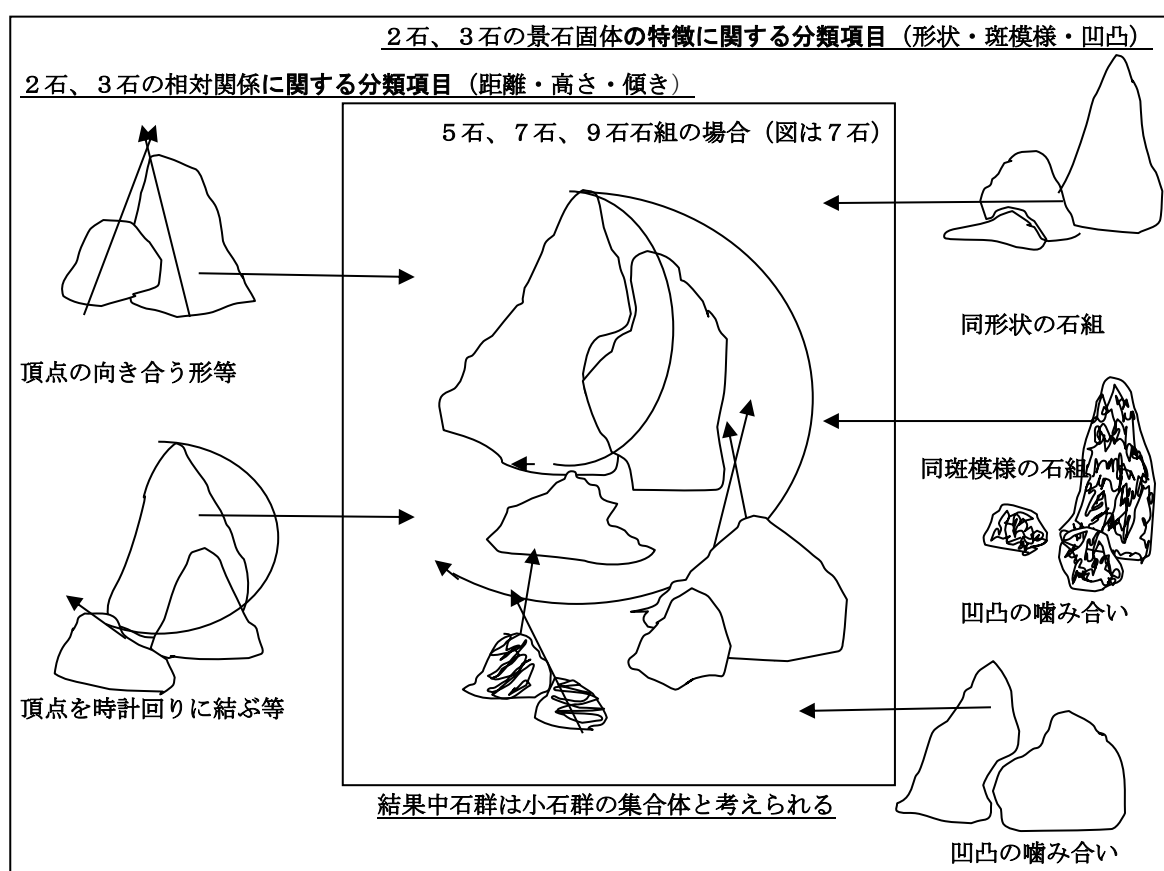 ２石、３石の景石固体の特徴に関する分類項目（形状・斑模様・凹凸）
２石、３石の相対関係に関する分類項目（距離・高さ・傾き）
５石、７石、９石石組の場合（図は７石）
同形状の石組
頂点の向き合う形等
同斑模様の石組
凹凸の噛み合い
頂点を時計回りに結ぶ等
結果中石群は小石群の集合体と考えられる
凹凸の噛み合い